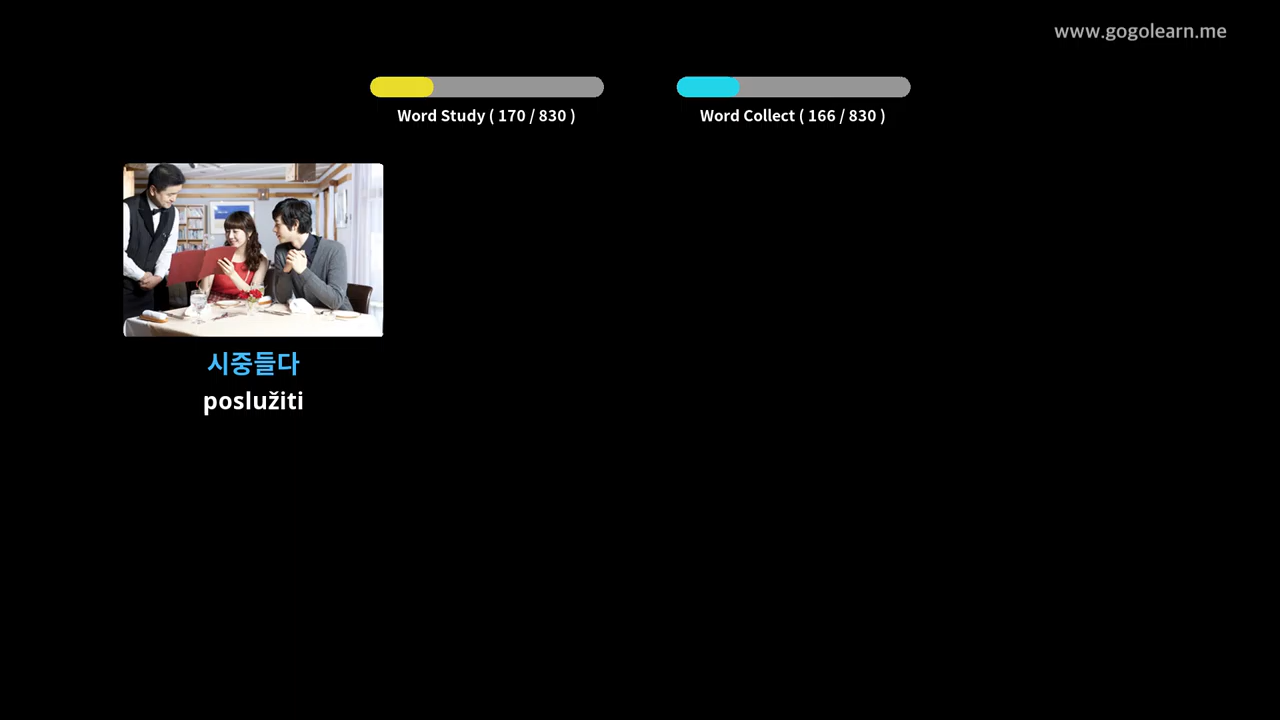 www.gogolearn.me
Word Study ( 170 / 830 )
Word Collect ( 166 / 830 )
시중들다
poslužiti